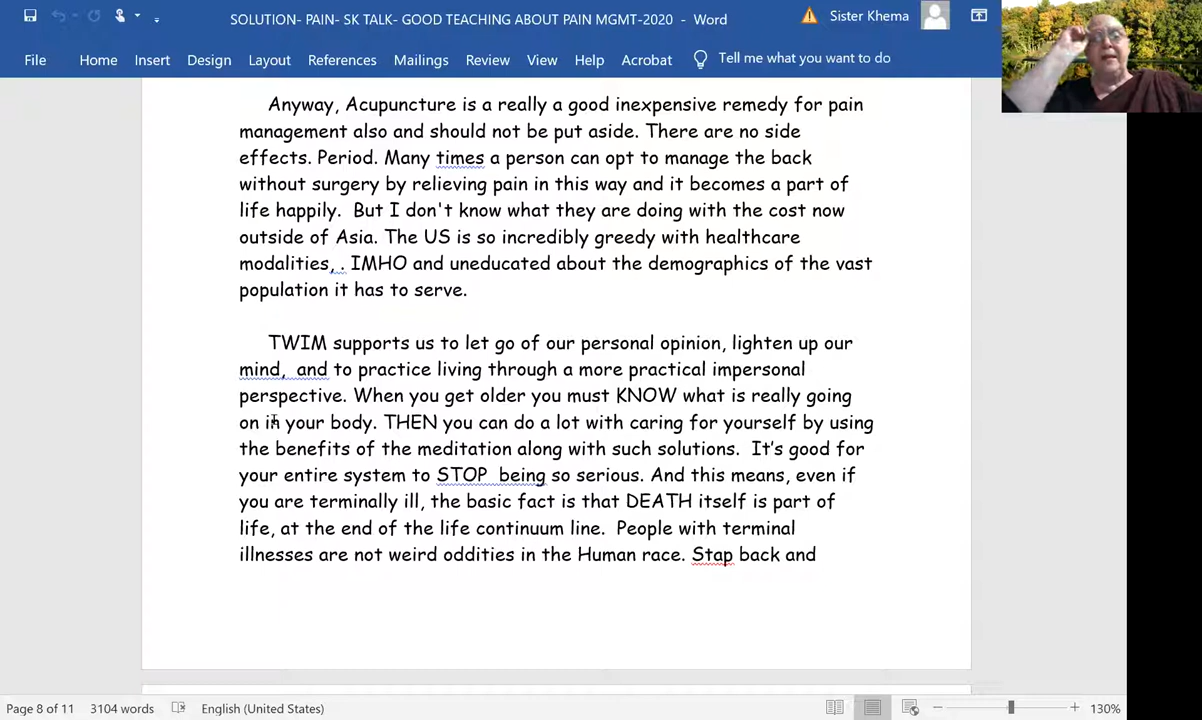 SOLUTION- PAIN- SK TALK- GOOD TEACHING ABOUT PAIN MGMT-2020 - Word
Sister Khema
File Home Insert Design Layout References Mailings Review View Help Acrobat Tell me what you want to do
Anyway, Acupuncture is a really a good inexpensive remedy for pain
management also and should not be put aside. There are no side
effects. Period. Many times a person can opt to manage the back
without surgery by relieving pain in this way and it becomes a part of
life happily. But I don't know what they are doing with the cost now
outside of Asia. The US is so incredibly greedy with healthcare
modalities, . IMHO and uneducated about the demographics of the vast
population it has to serve.
TWIM supports us to let go of our personal opinion, lighten up our
mind, and to practice living through a more practical impersonal
perspective. When you get older you must KNOW what is really going
on in your body. THEN you can do a lot with caring for yourself by using
the benefits of the meditation along with such solutions. It's good for
your entire system to STOP being so serious. And this means, even if
you are terminally ill, the basic fact is that DEATH itself is part of
life, at the end of the life continuum line. People with terminal
illnesses are not weird oddities in the Human race. Stap back and
Page 8 of 11 3104 words English (United States) 130%